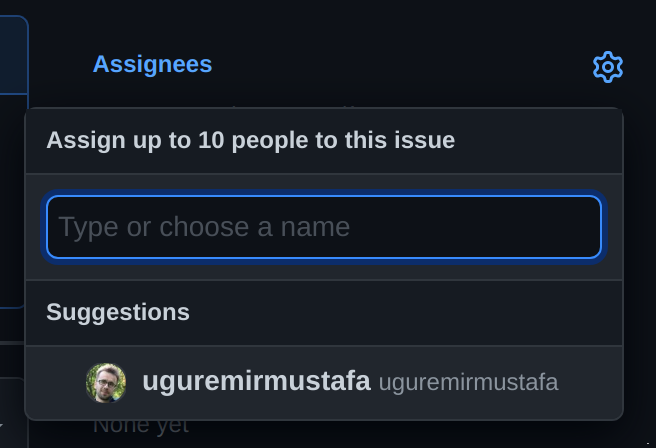 Assignees
Assign up to 10 people to this issue
Type or choose a name
Suggestions
uguremirmustafa uguremirmustafa
None yet